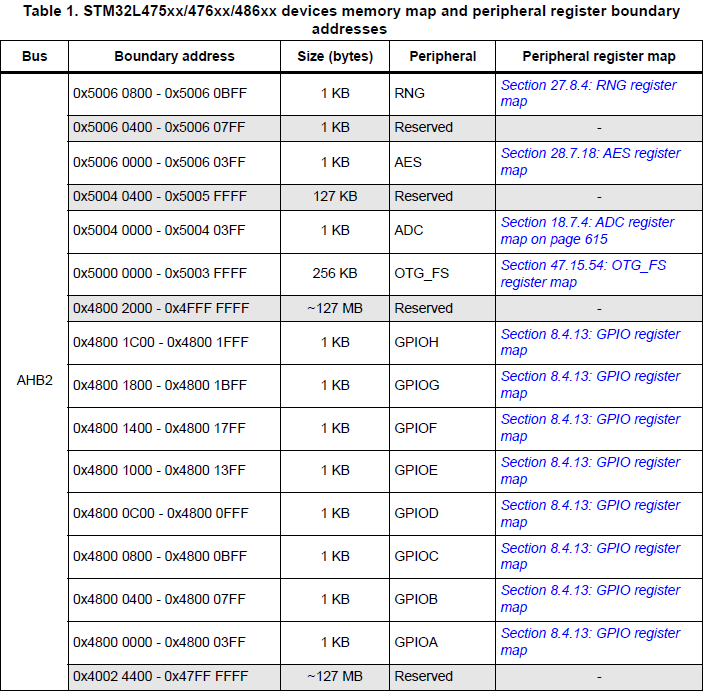 Table 1. STM32L475xx/476xx/486xx devices memory map and peripheral register boundary
addresses
Bus Boundary address Size (bytes) Peripheral Peripheral register map
AHB2
0x5006 0800 - 0x5006 0BFF 1 KB RNG Section 27.8.4: RNG register
map
0x5006 0400 - 0x5006 07FF 1 KB Reserved -
0x5006 0000 - 0x5006 03FF 1 KB AES Section 28.7.18: AES register
map
0x5004 0400 - 0x5005 FFFF 127 KB Reserved -
0x5004 0000 - 0x5004 03FF 1 KB ADC Section 18.7.4: ADC register
map on page 615
0x5000 0000 - 0x5003 FFFF 256 KB OTG_FS Section 47.15.54: OTG_FS
register map
0x4800 2000 - 0x4FFF FFFF ~127 MB Reserved -
0x4800 1C00 - 0x4800 1FFF 1 KB GPIOH Section 8.4.13: GPIO register
map
0x4800 1800 - 0x4800 1BFF 1 KB GPIOG Section 8.4.13: GPIO register
map
0x4800 1400 - 0x4800 17FF 1 KB GPIOF Section 8.4.13: GPIO register
map
0x4800 1000 - 0x4800 13FF 1 KB GPIOE Section 8.4.13: GPIO register
map
0x4800 0C00 - 0x4800 0FFF 1 KB GPIOD Section 8.4.13: GPIO register
map
0x4800 0800 - 0x4800 0BFF 1 KB GPIOC Section 8.4.13: GPIO register
map
0x4800 0400 - 0x4800 07FF 1 KB GPIOB Section 8.4.13: GPIO register
map
0x4800 0000 - 0x4800 03FF 1 KB GPIOA Section 8.4.13: GPIO register
map
0x4002 4400 - 0x47FF FFFF ~127 MB Reserved -